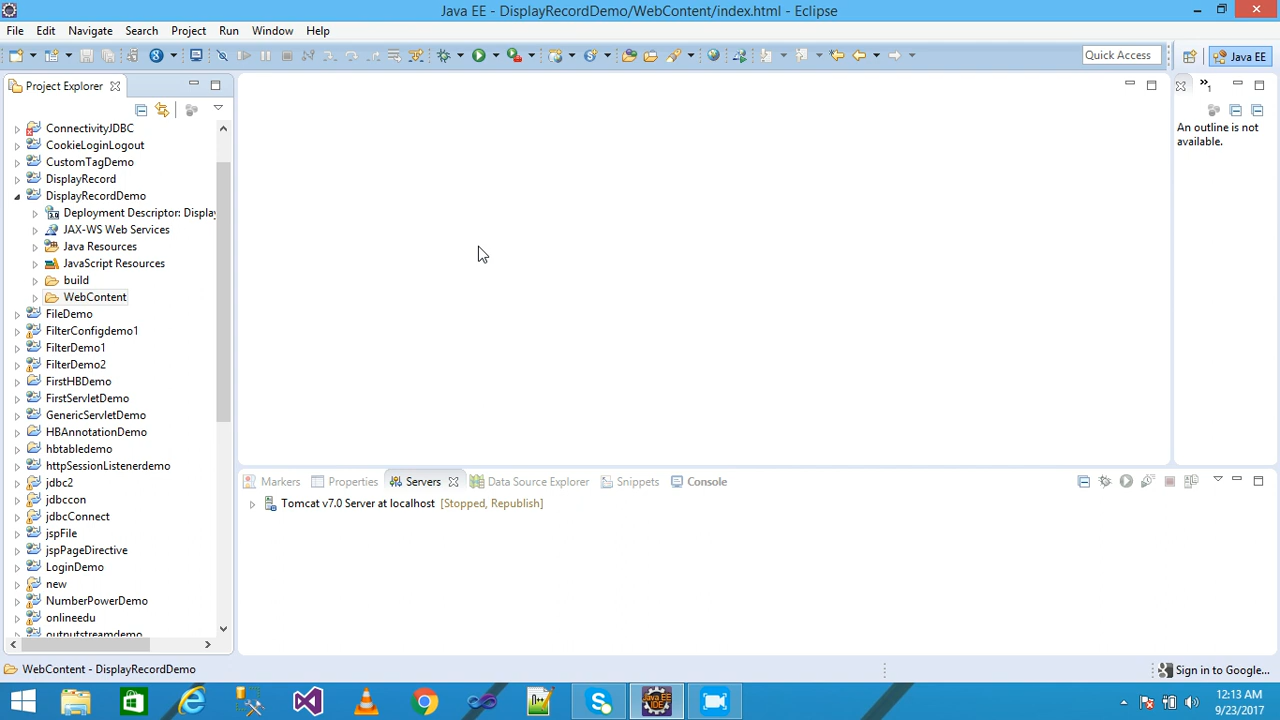 Java EE - DisplayRecordDemo/WebContent/index.html - Eclipse
File Edit Navigate Search Project Run Window Help
Quick Access
Java EE
Project Explorer
ConnectivityJDBC
CookieLoginLogout
CustomTagDemo
DisplayRecord
DisplayRecordDemo
Deployment Descriptor: Displa
JAX-WS Web Services
Java Resources
JavaScript Resources
build
WebContent
FileDemo
FilterConfigdemo1
FilterDemo1
FilterDemo2
FirstHBDemo
FirstServletDemo
GenericServletDemo
HBAnnotationDemo
hbtabledemo
httpSessionListenerdemo
jdbc2
jdbccon
jdbcConnect
jspFile
jspPageDirective
LoginDemo
new
NumberPowerDemo
onlineedu
outputstreamdemo
An outline is not
available.
Markers Properties Servers Data Source Explorer Snippets Console
Tomcat v7.0 Server at localhost [Stopped, Republish]
WebContent - DisplayRecordDemo
Sign in to Google...
12:13 AM
9/23/2017